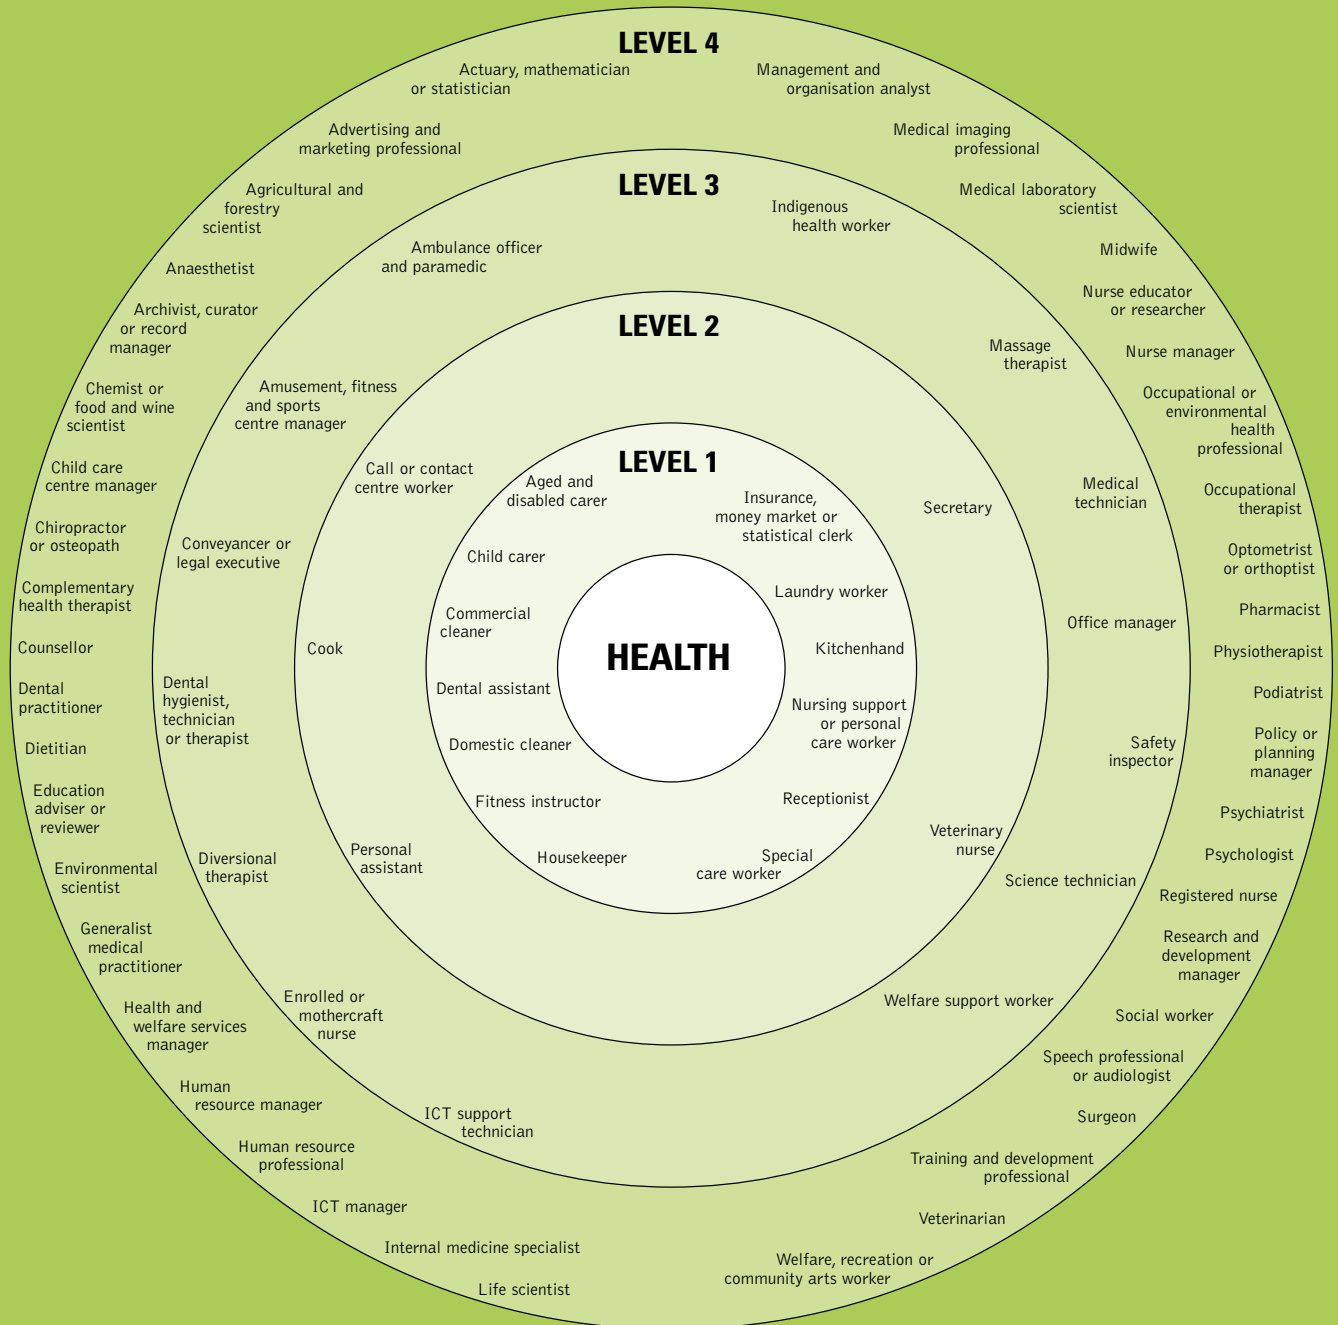 LEVEL 4
Actuary, mathematician
or statistician
Advertising and
marketing professional
Agricultural and
forestry
scientist
Anaesthetist
Archivist, curator
or record
manager
Chemist or
food and wine
scientist
Child care
centre manager
Chiropractor
or osteopath
Complementary
health therapist
Counsellor
Dental
practitioner
Dietitian
Education
adviser or
reviewer
Environmental
scientist
Generalist
medical
practitioner
Health and
welfare services
manager
Human
resource manager
Human resource
professional
ICT manager
Internal medicine specialist
Life scientist
Management and
organisation analyst
Medical imaging
professional
Medical laboratory
scientist
Midwife
Nurse educator
or researcher
Nurse manager
Occupational or
environmental
health
professional
Occupational
therapist
Optometrist
or orthoptist
Pharmacist
Physiotherapist
Podiatrist
Policy or
planning
manager
Psychiatrist
Psychologist
Registered nurse
Research and
development
manager
Social worker
Speech professional
or audiologist
Surgeon
Training and development
professional
Veterinarian
Welfare, recreation or
community arts worker
LEVEL 3
Ambulance officer
and paramedic
Amusement, fitness
and sports
centre manager
Conveyancer or
legal executive
Dental
hygienist,
technician
or therapist
Diversional
therapist
Enrolled or
mothercraft
nurse
ICT support
technician
Indigenous
health worker
Massage
therapist
Medical
technician
Office manager
Safety
inspector
Science technician
Welfare support worker
LEVEL 2
Call or contact
centre worker
Cook
Personal
assistant
Secretary
Veterinary
nurse
LEVEL 1
Aged and
disabled carer
Child carer
Commercial
cleaner
Dental assistant
Domestic cleaner
Fitness instructor
Housekeeper
Insurance,
money market or
statistical clerk
Laundry worker
Kitchenhand
Nursing support
or personal
care worker
Receptionist
Special
care worker
HEALTH